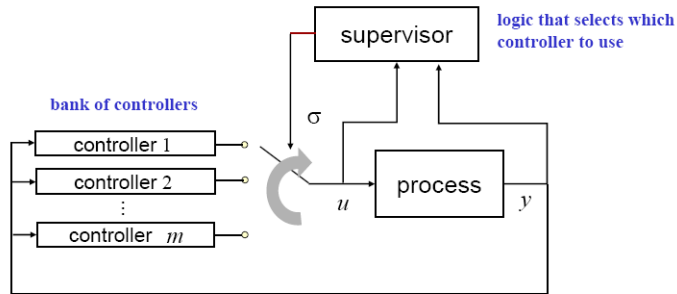 logic that selects which
controller to use
supervisor
bank of controllers
σ
controller 1
controller 2
⋮
controller m
process
u
y